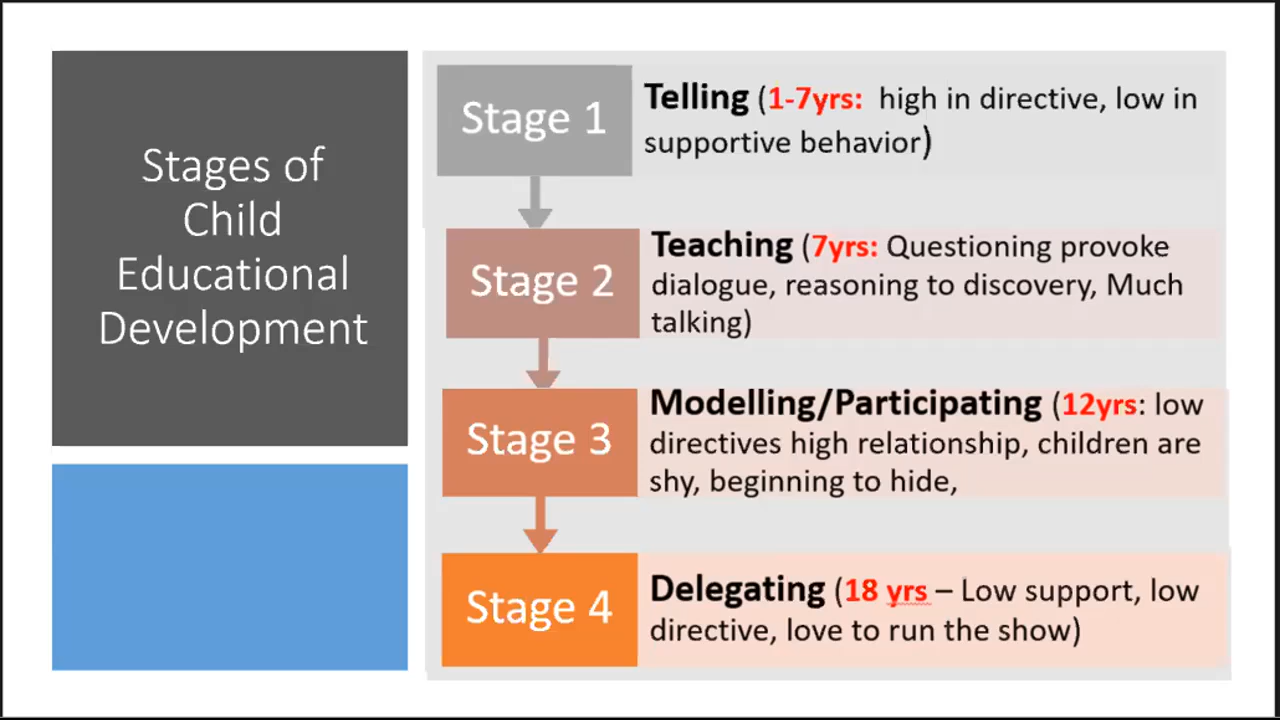 Stages of
Child
Educational
Development
Stage 1
Telling (1-7yrs: high in directive, low in
supportive behavior)
Stage 2
Teaching (7yrs: Questioning provoke
dialogue, reasoning to discovery, Much
talking)
Stage 3
Modelling/Participating (12yrs: low
directives high relationship, children are
shy, beginning to hide,
Stage 4
Delegating (18 yrs – Low support, low
directive, love to run the show)